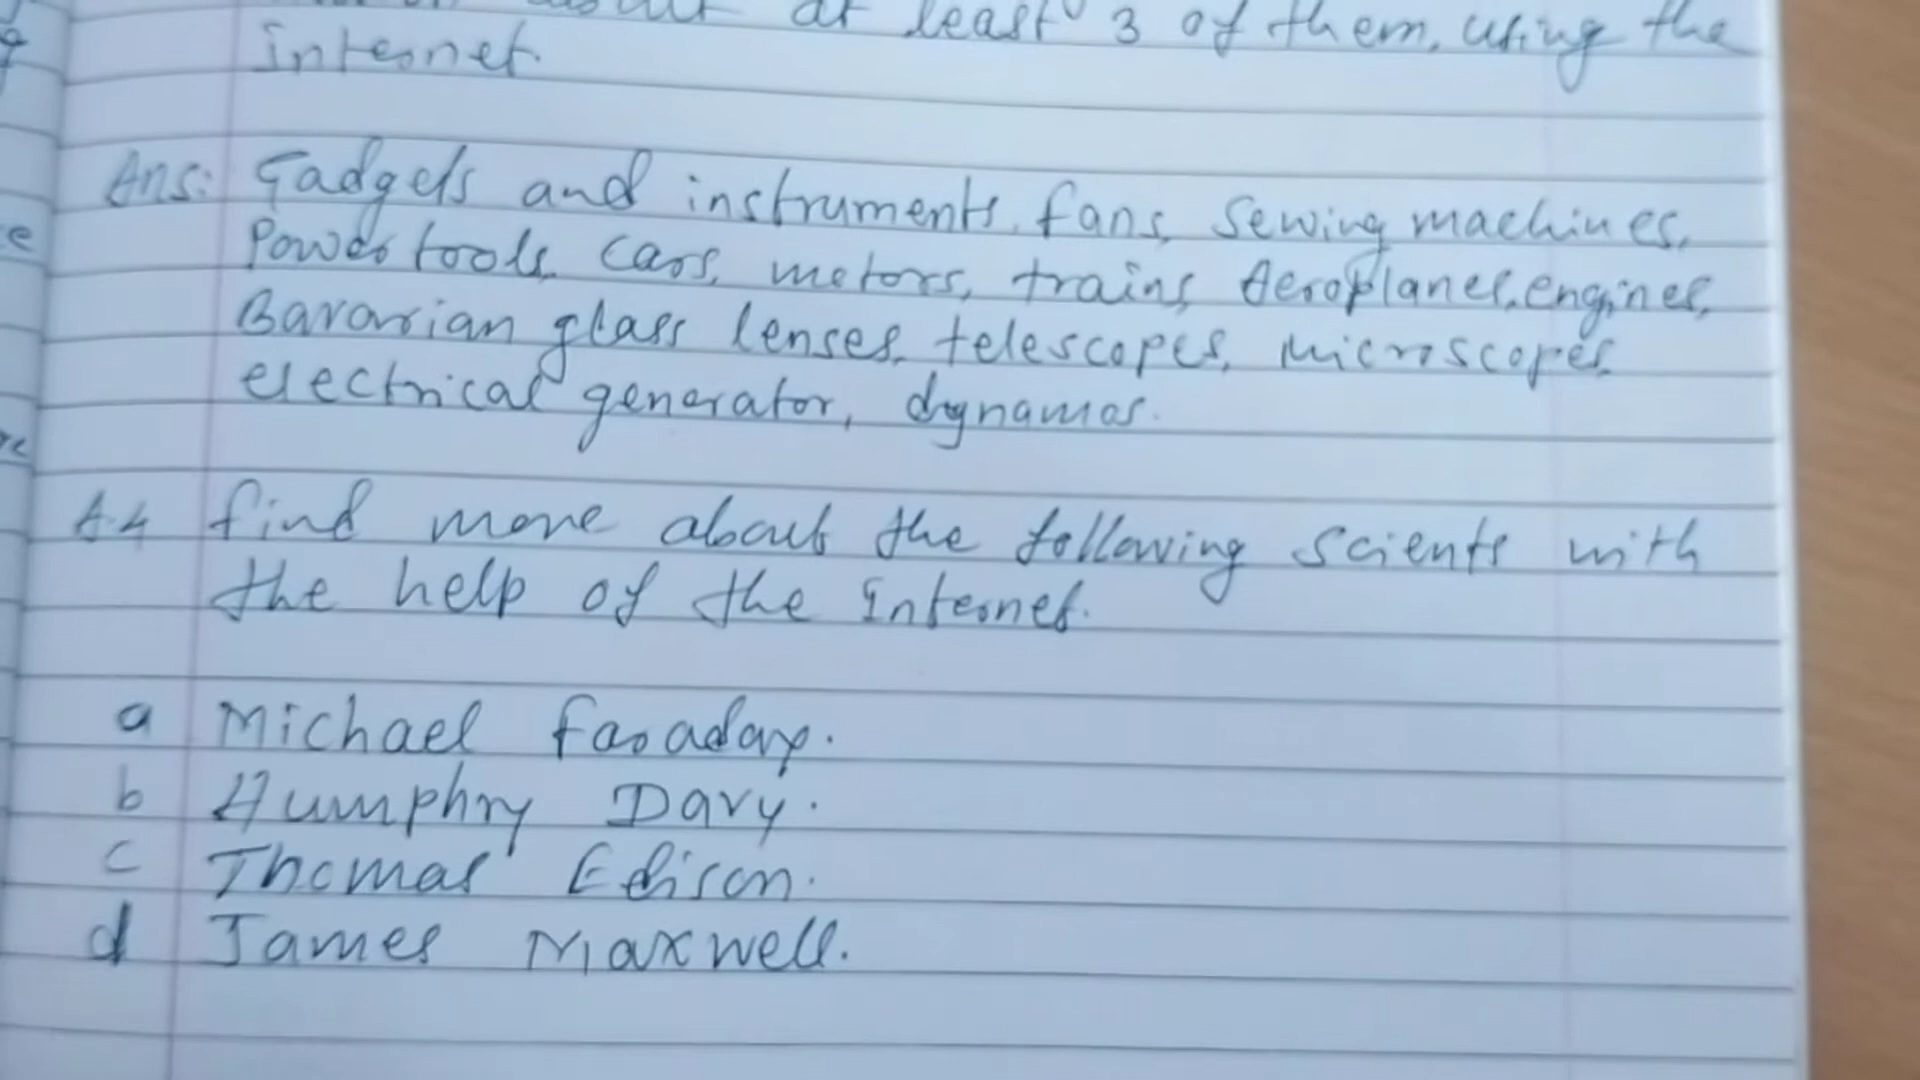 at least 3 of them, using the
Internet.
Ans: Gadgets and instruments, fans, Sewing machines,
Power tools, cars, motors, trains, Aeroplanes, engines,
Bavarian glass lenses, telescopes, microscopes,
electrical generator, dynamos.
A.4 find more about the following scients with
the help of the Internet.
a Michael faraday.
b Humphry Davy.
c Thomas Edison.
d James Maxwell.